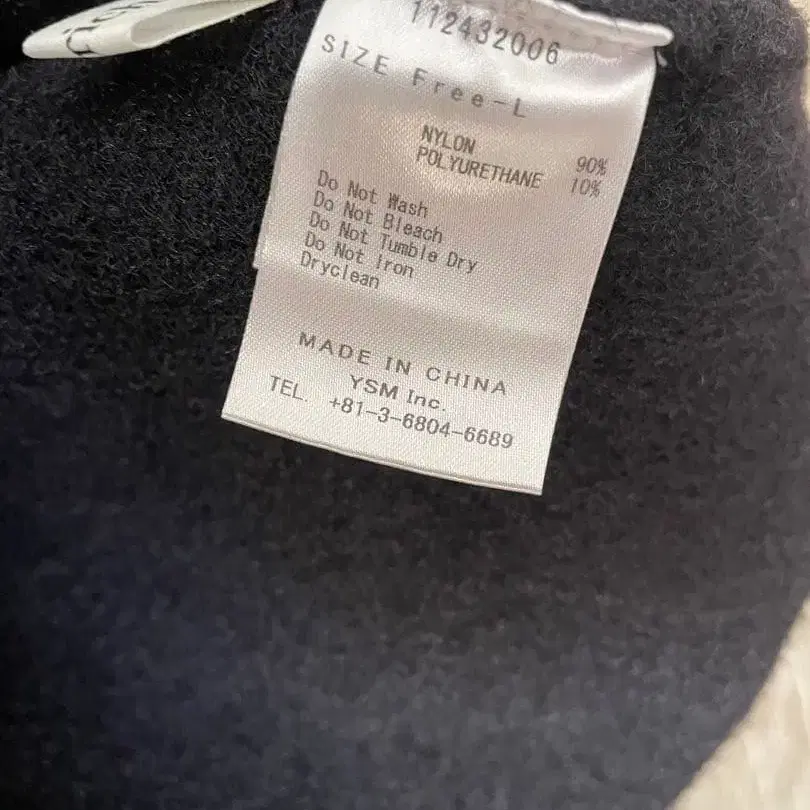 112432006
SIZE Free-L
NYLON 90%
POLYURETHANE 10%
Do Not Wash
Do Not Bleach
Do Not Tumble Dry
Do Not Iron
Dryclean
MADE IN CHINA
YSM Inc.
TEL. +81-3-6804-6689